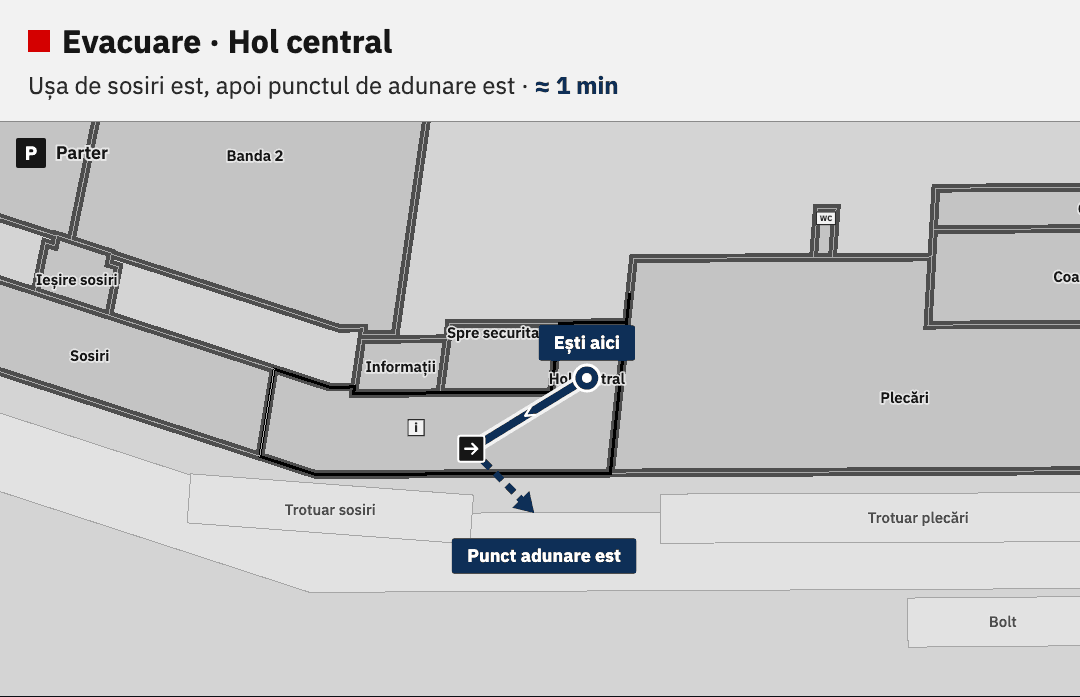 Evacuare · Hol central
Ușa de sosiri est, apoi punctul de adunare est · ≈ 1 min
P Parter
Banda 2
WC
Ieșire sosiri
Coa
Spre securita
Ești aici
Sosiri
Informații
Plecări
i
Trotuar sosiri
Trotuar plecări
Punct adunare est
Bolt